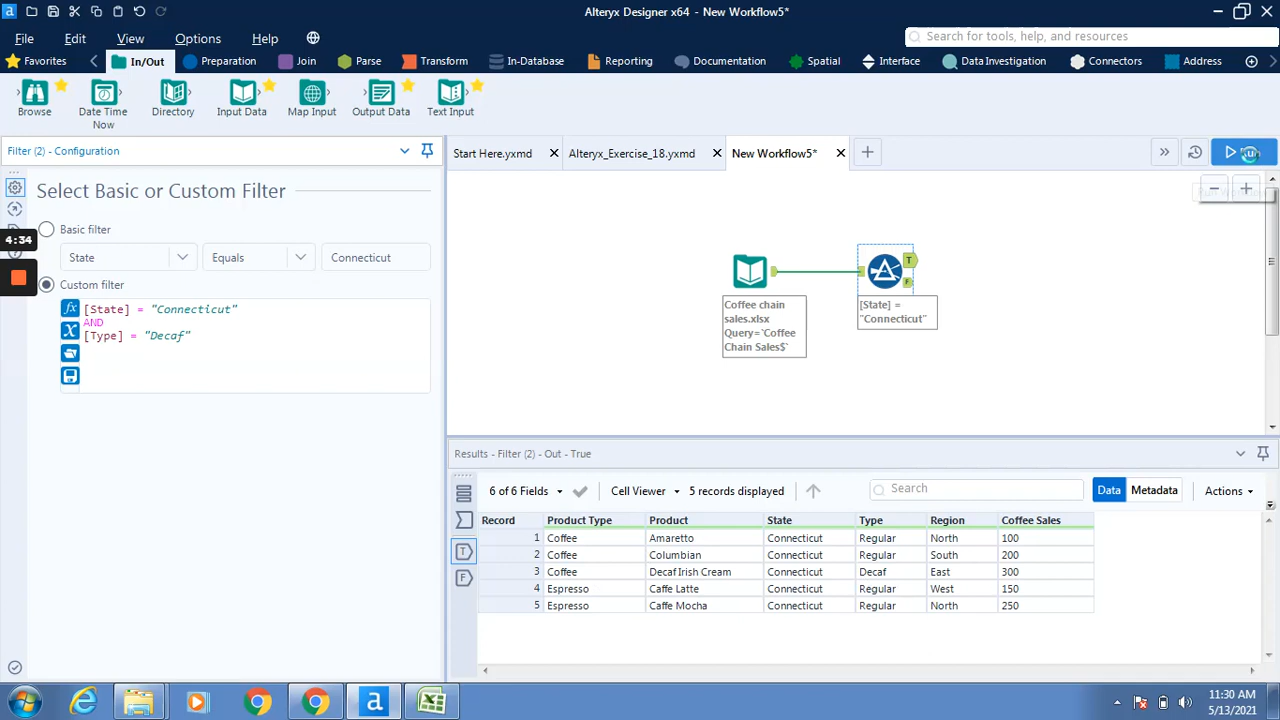 Alteryx Designer x64 - New Workflow5*
File
Edit
View
Options
Help
Search for tools, help, and resources
Favorites
In/Out
Preparation
Join
Parse
Transform
In-Database
Reporting
Documentation
Spatial
Interface
Data Investigation
Connectors
Address
Browse
Date Time
Now
Directory
Input Data
Map Input
Output Data
Text Input
Filter (2) - Configuration
Start Here.yxmd
Alteryx_Exercise_18.yxmd
New Workflow5*
Select Basic or Custom Filter
Basic filter
4:34
State
Equals
Connecticut
Custom filter
[State] = "Connecticut"
AND
[Type] = "Decaf"
T
F
Coffee chain
sales.xlsx
Query=`Coffee
Chain Sales$`
[State] =
"Connecticut"
Results - Filter (2) - Out - True
6 of 6 Fields
Cell Viewer
5 records displayed
Search
Data
Metadata
Actions
Record Product Type Product State Type Region Coffee Sales
1 Coffee Amaretto Connecticut Regular North 100
2 Coffee Columbian Connecticut Regular South 200
3 Coffee Decaf Irish Cream Connecticut Decaf East 300
4 Espresso Caffe Latte Connecticut Regular West 150
5 Espresso Caffe Mocha Connecticut Regular North 250
T
F
11:30 AM
5/13/2021